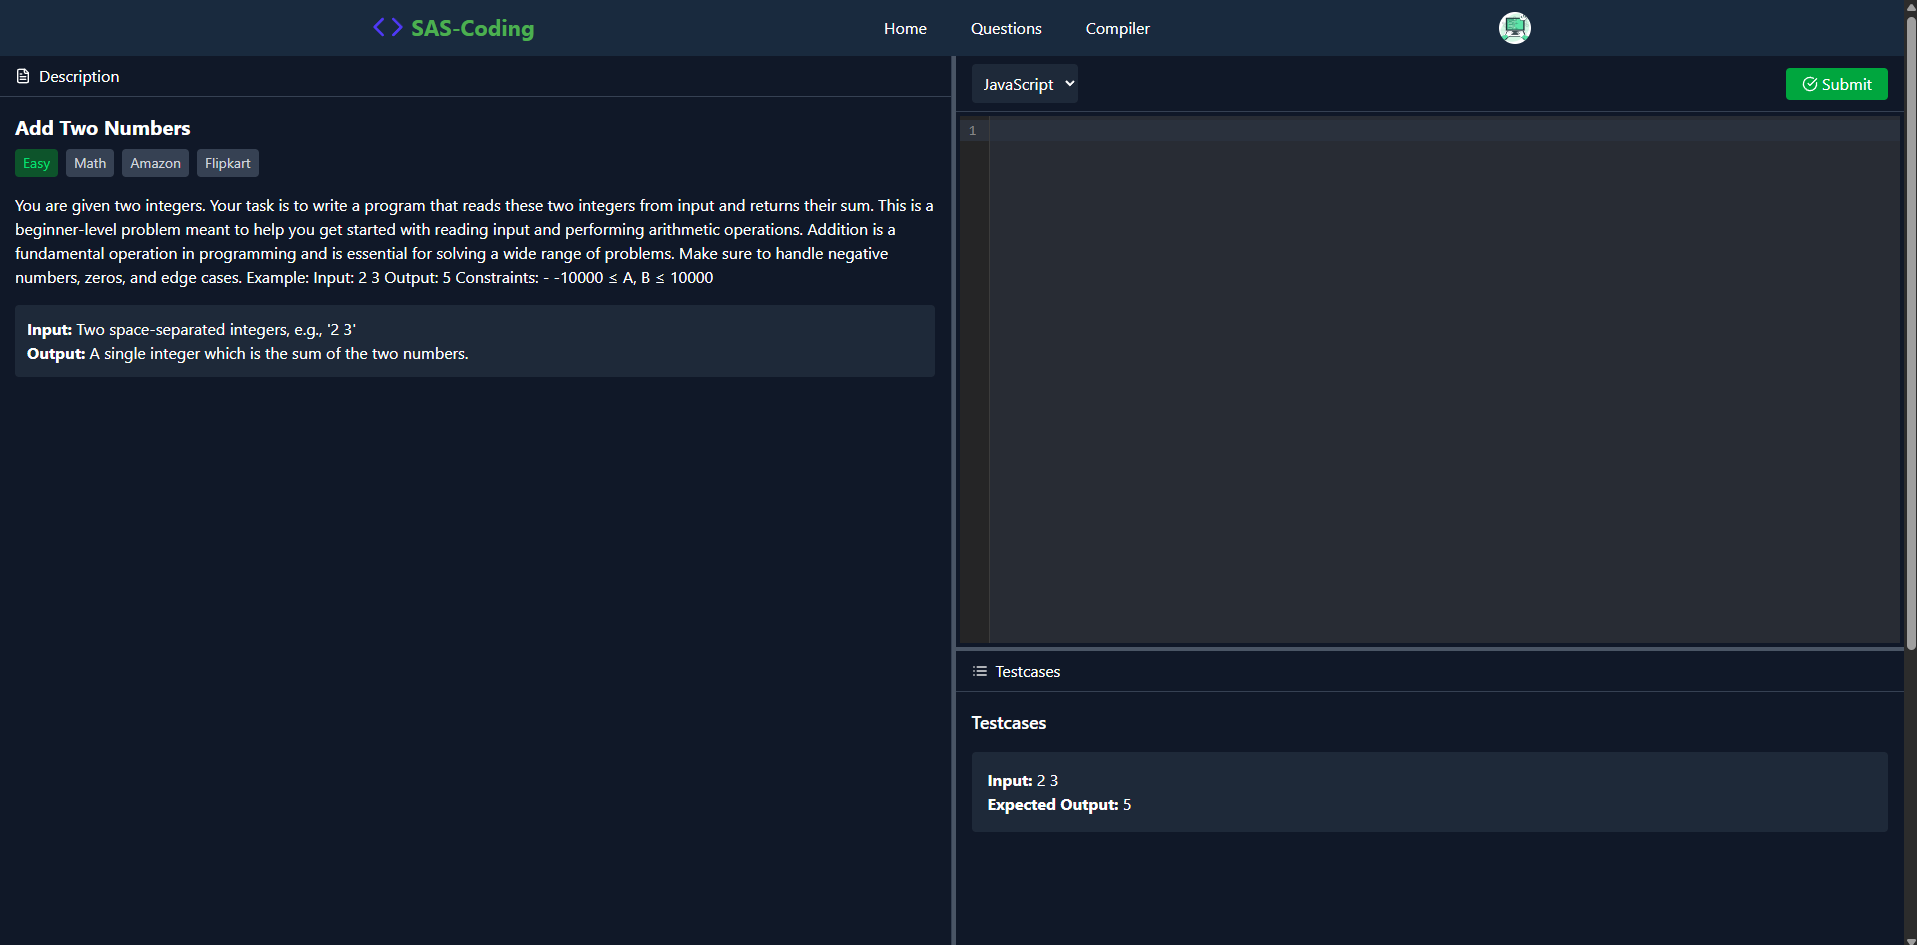 SAS-Coding
Home
Questions
Compiler
Description
Add Two Numbers
Easy
Math
Amazon
Flipkart
You are given two integers. Your task is to write a program that reads these two integers from input and returns their sum. This is a
beginner-level problem meant to help you get started with reading input and performing arithmetic operations. Addition is a
fundamental operation in programming and is essential for solving a wide range of problems. Make sure to handle negative
numbers, zeros, and edge cases. Example: Input: 2 3 Output: 5 Constraints: - -10000 ≤ A, B ≤ 10000
Input: Two space-separated integers, e.g., '2 3'
Output: A single integer which is the sum of the two numbers.
JavaScript
Submit
1
Testcases
Testcases
Input: 2 3
Expected Output: 5